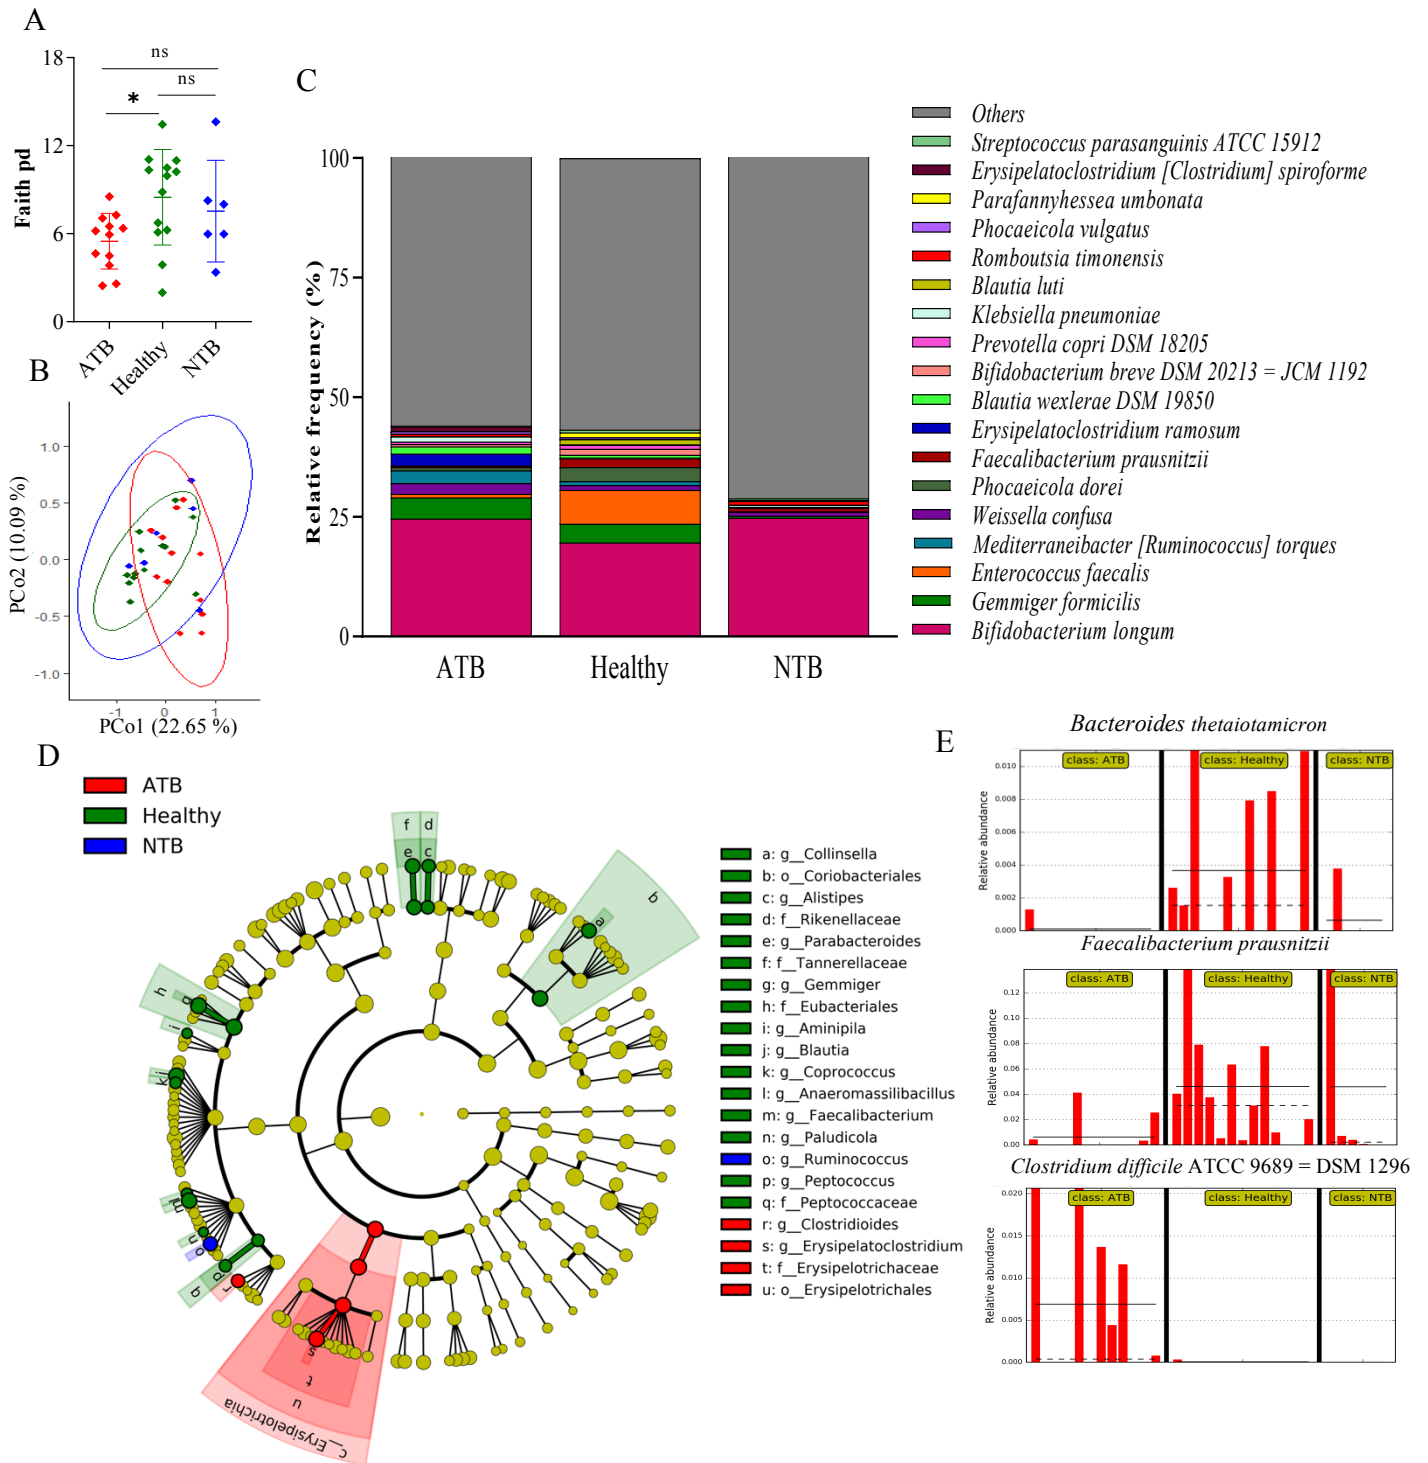 A
18
12
6
0
Faith pd
ns
ns
*
ATB
Healthy
NTB
B
1.0
0.5
0.0
-0.5
-1.0
PCo2 (10.09 %)
-1
0
1
PCo1 (22.65 %)
C
100
75
50
25
0
Relative frequency (%)
ATB
Healthy
NTB
Others
Streptococcus parasanguinis ATCC 15912
Erysipelatoclostridium [Clostridium] spiroforme
Parafannyhessea umbonata
Phocaeicola vulgatus
Romboutsia timonensis
Blautia luti
Klebsiella pneumoniae
Prevotella copri DSM 18205
Bifidobacterium breve DSM 20213 = JCM 1192
Blautia wexlerae DSM 19850
Erysipelatoclostridium ramosum
Faecalibacterium prausnitzii
Phocaeicola dorei
Weissella confusa
Mediterraneibacter [Ruminococcus] torques
Enterococcus faecalis
Gemmiger formicilis
Bifidobacterium longum
D
ATB
Healthy
NTB
f
d
e
c
b
a
h
g
i
k
j
m
l
n
o
q
p
r
s
t
u
c__Erysipelotrichia
a: g__Collinsella
b: o__Coriobacteriales
c: g__Alistipes
d: f__Rikenellaceae
e: g__Parabacteroides
f: f__Tannerellaceae
g: g__Gemmiger
h: f__Eubacteriales
i: g__Aminipila
j: g__Blautia
k: g__Coprococcus
l: g__Anaeromassilibacillus
m: g__Faecalibacterium
n: g__Paludicola
o: g__Ruminococcus
p: g__Peptococcus
q: f__Peptococcaceae
r: g__Clostridioides
s: g__Erysipelatoclostridium
t: f__Erysipelotrichaceae
u: o__Erysipelotrichales
E
Bacteroides thetaiotamicron
class: ATB
class: Healthy
class: NTB
0.010
0.008
0.006
0.004
0.002
0.000
Relative abundance
Faecalibacterium prausnitzii
class: ATB
class: Healthy
class: NTB
0.12
0.10
0.08
0.06
0.04
0.02
0.00
Relative abundance
Clostridium difficile ATCC 9689 = DSM 1296
class: ATB
class: Healthy
class: NTB
0.020
0.015
0.010
0.005
0.000
Relative abundance